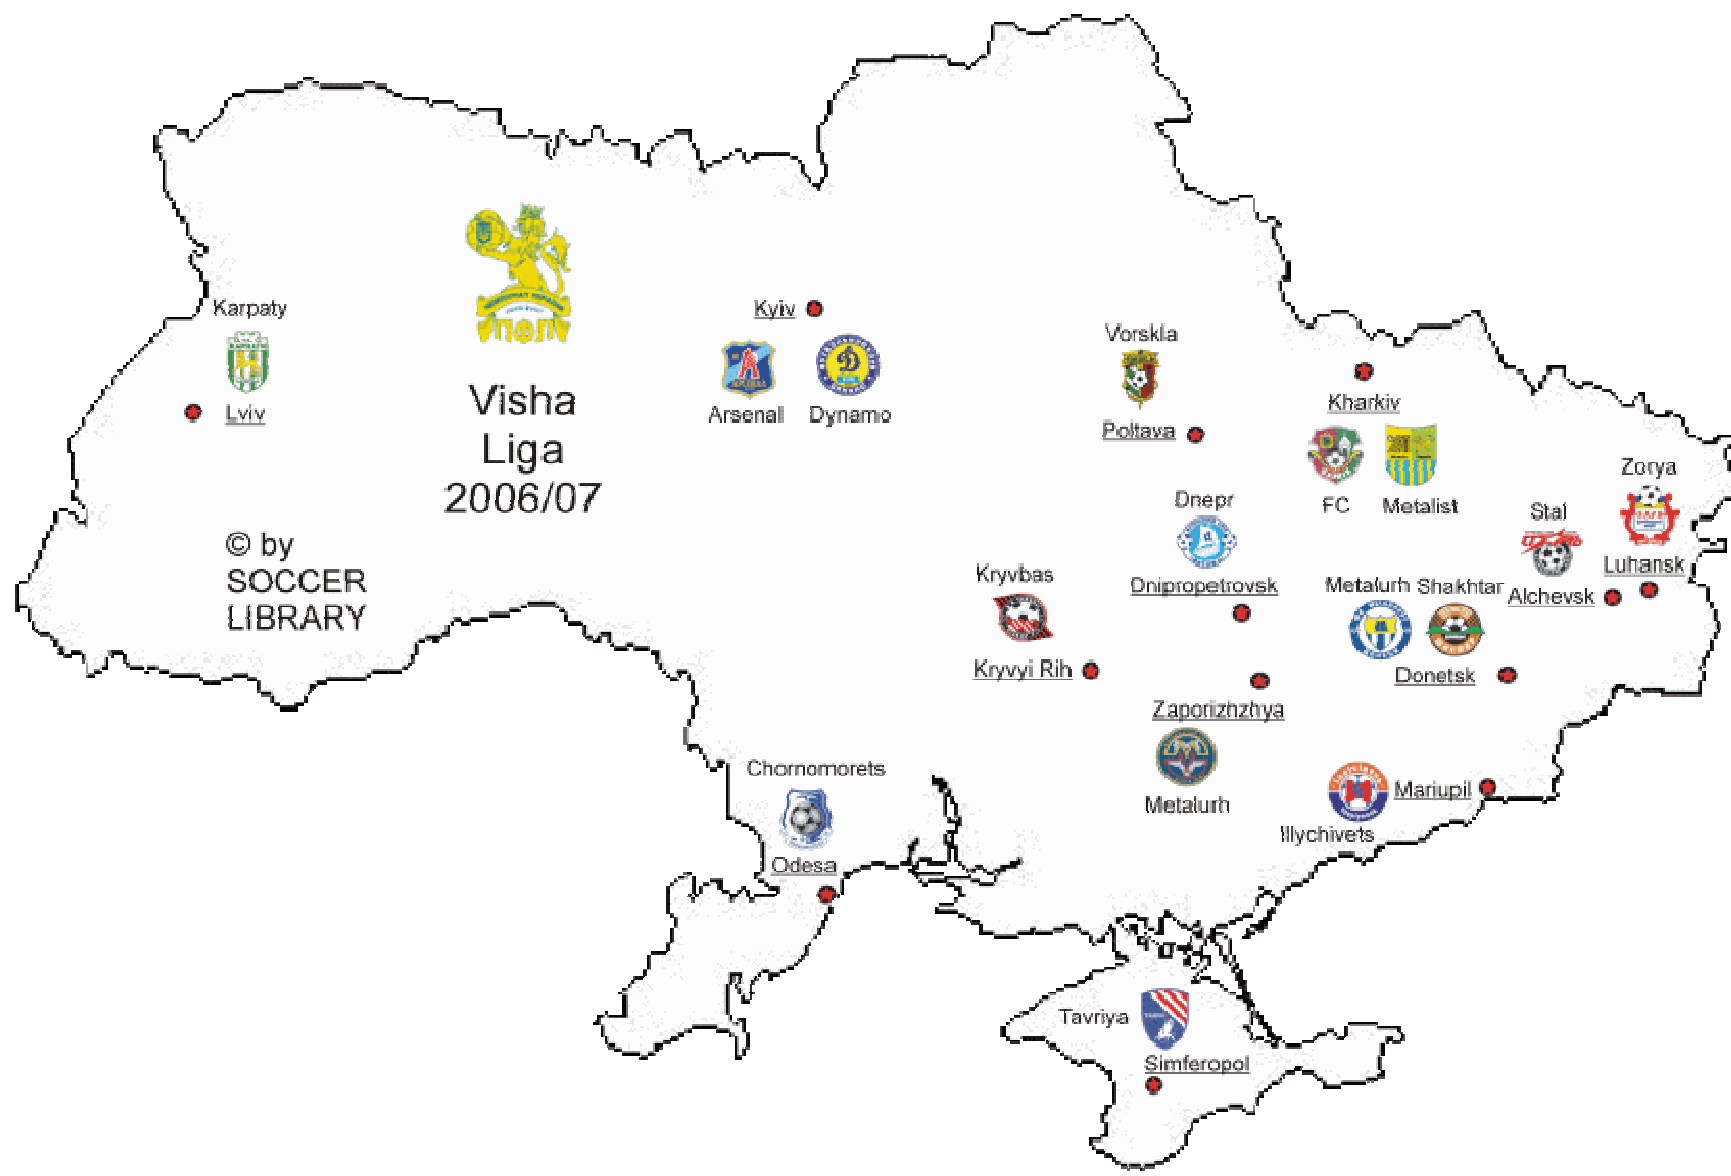 Karpaty
Lviv
ПФЛ
Visha
Liga
2006/07
© by
SOCCER
LIBRARY
Kyiv
Arsenal
Dynamo
Vorskla
Poltava
Kharkiv
FC
Metalist
Dnepr
Dnipropetrovsk
Kryvbas
Kryvyi Rih
Zaporizhzhya
Metalurh
Metalurh
Shakhtar
Donetsk
Stal
Alchevsk
Zorya
Luhansk
Mariupil
Illychivets
Chornomorets
Odesa
Tavriya
Simferopol